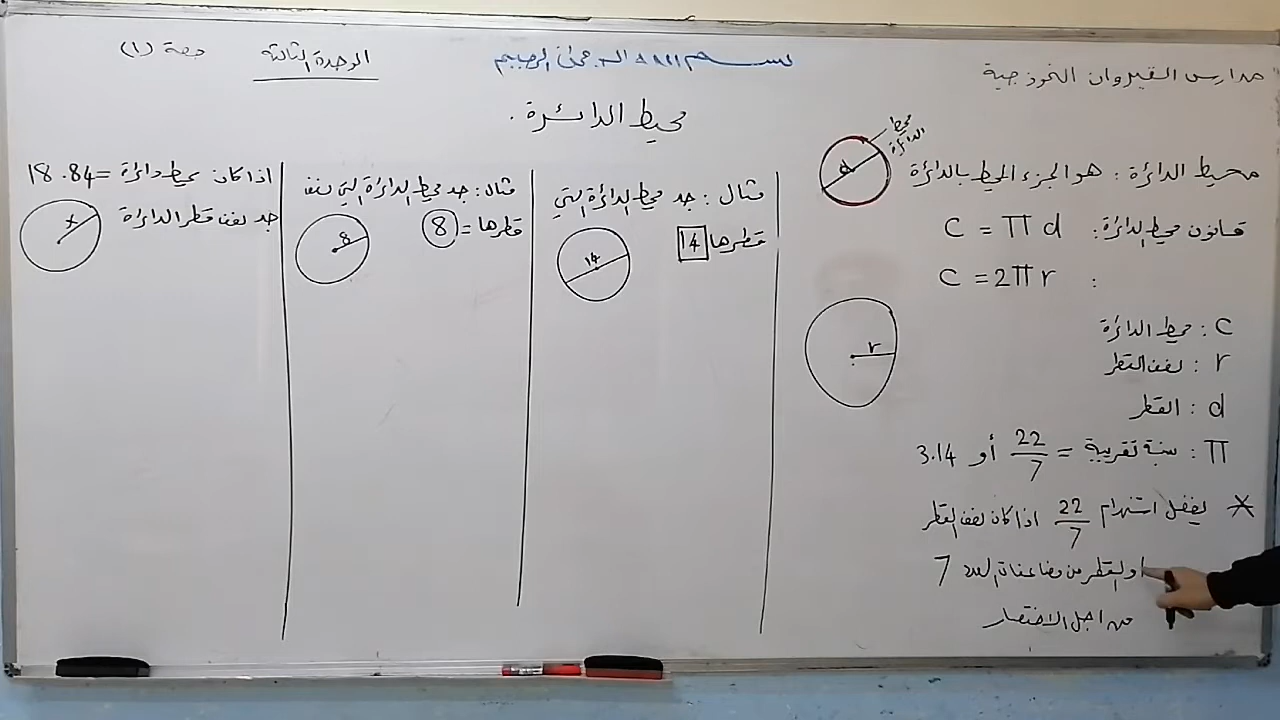 مدارس القيروان النموذجية
بسم الله الرحمن الرحيم
الوحدة الثالثة
حصة (١)
محيط الدائرة .
محيط الدائرة : هو الجزء المحيط بالدائرة
محيط
الدائرة
d
قانون محيط الدائرة: C = π d
: C = 2π r
r
C : محيط الدائرة
r : نصف القطر
d : القطر
π : نسبة تقريبية = 22/7 أو 3.14
* يفضل استخدام 22/7 اذا كان نصف القطر
او القطر من مضاعفات العدد 7
من اجل الاختصار
مثال : جد محيط الدائرة التي
قطرها 14
14
مثال : جد محيط الدائرة التي نصف
قطرها = 8
8
اذا كان محيط دائرة = 18.84
جد نصف قطر الدائرة
x